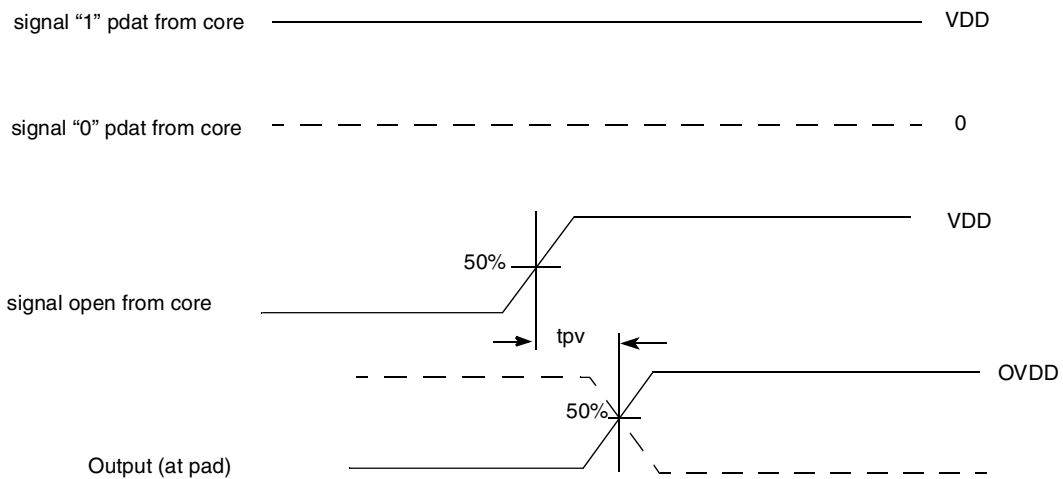 signal “1” pdat from core VDD
signal “0” pdat from core 0
VDD
50%
signal open from core
tpv
OVDD
50%
Output (at pad)